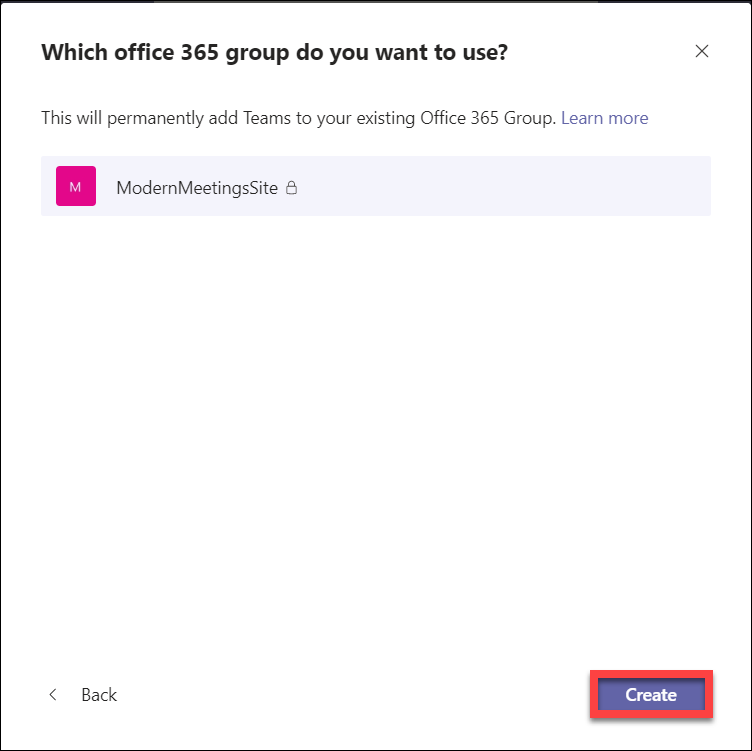 Which office 365 group do you want to use?
This will permanently add Teams to your existing Office 365 Group. Learn more
M ModernMeetingsSite
Back
Create